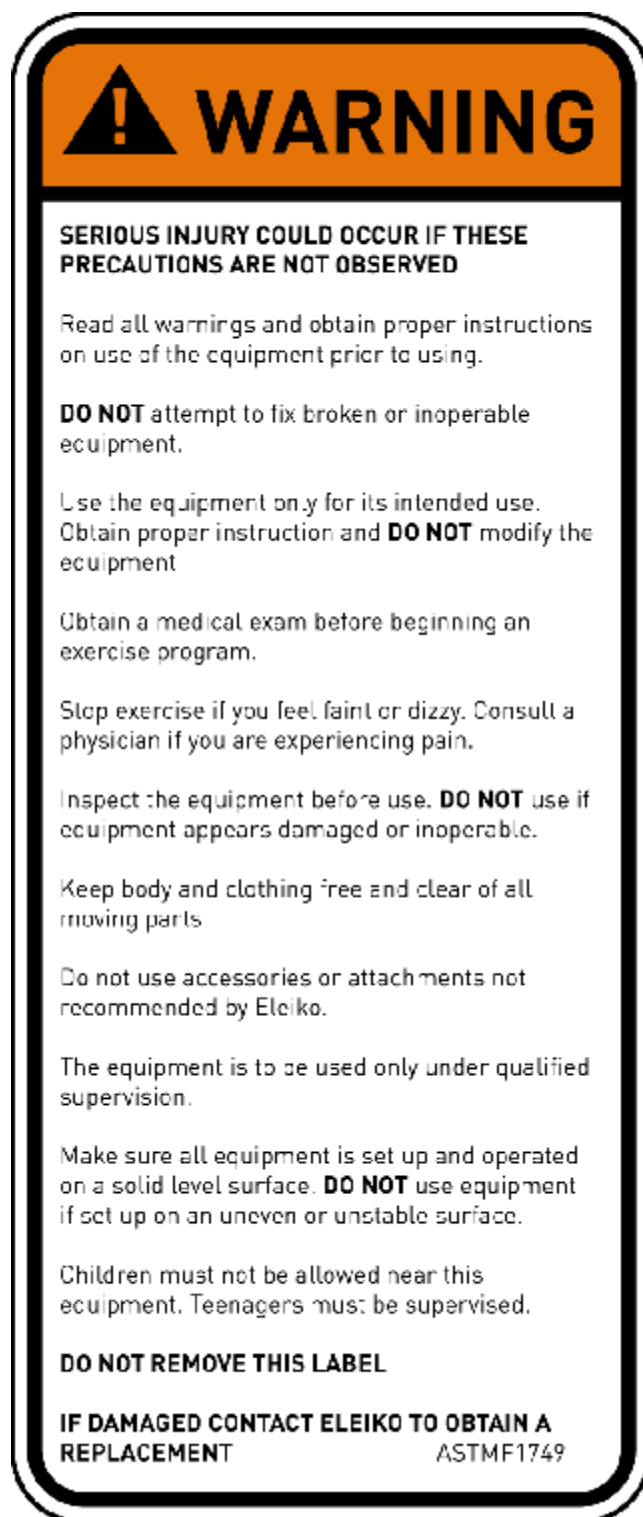 WARNING
SERIOUS INJURY COULD OCCUR IF THESE
PRECAUTIONS ARE NOT OBSERVED
Read all warnings and obtain proper instructions
on use of the equipment prior to using.
DO NOT attempt to fix broken or inoperable
equipment.
Use the equipment only for its intended use.
Obtain proper instruction and DO NOT modify the
equipment
Obtain a medical exam before beginning an
exercise program.
Stop exercise if you feel faint or dizzy. Consult a
physician if you are experiencing pain.
Inspect the equipment before use. DO NOT use if
equipment appears damaged or inoperable.
Keep body and clothing free and clear of all
moving parts
Do not use accessories or attachments not
recommended by Eleiko.
The equipment is to be used only under qualified
supervision.
Make sure all equipment is set up and operated
on a solid level surface. DO NOT use equipment
if set up on an uneven or unstable surface.
Children must not be allowed near this
equipment. Teenagers must be supervised.
DO NOT REMOVE THIS LABEL
IF DAMAGED CONTACT ELEIKO TO OBTAIN A
REPLACEMENT ASTMF1749